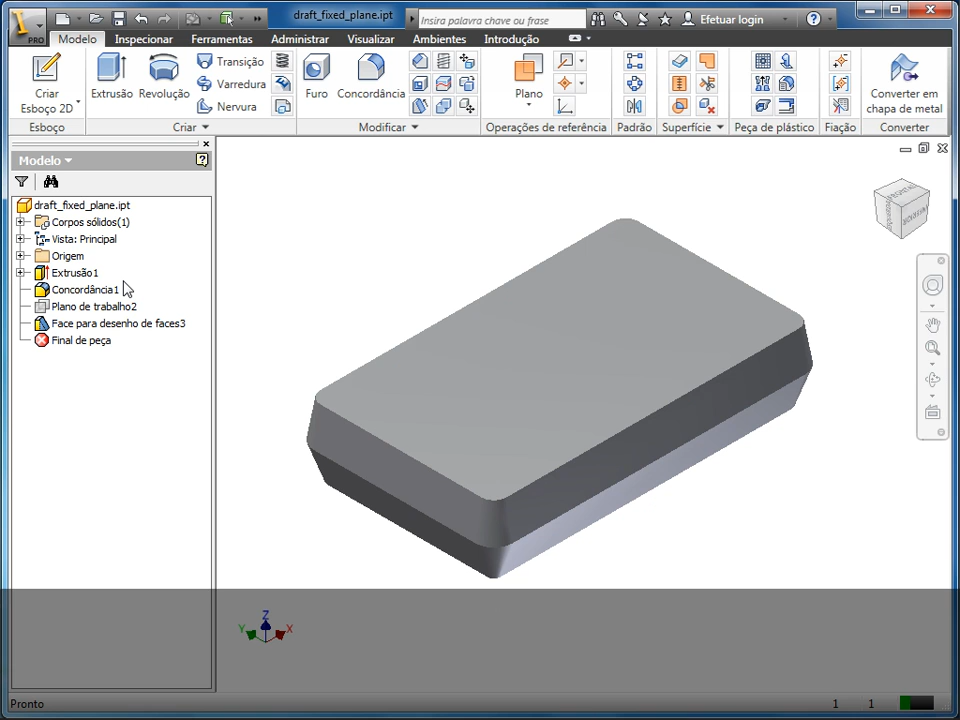 draft_fixed_plane.ipt
Insira palavra chave ou frase
Efetuar login
PRO
Modelo
Inspecionar
Ferramentas
Administrar
Visualizar
Ambientes
Introdução
Criar
Esboço 2D
Extrusão
Revolução
Transição
Varredura
Nervura
Furo
Concordância
Plano
Converter em
chapa de metal
Esboço
Criar
Modificar
Operações de referência
Padrão
Superfície
Peça de plástico
Fiação
Converter
Modelo
draft_fixed_plane.ipt
Corpos sólidos(1)
Vista: Principal
Origem
Extrusão1
Concordância1
Plano de trabalho2
Face para desenho de faces3
Final de peça
Z
Y
X
Pronto
1
1